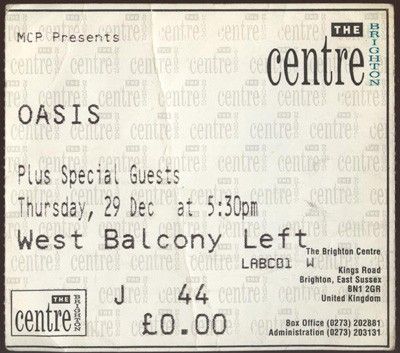 MCP Presents
THE
centre
BRIGHTON
OASIS
Plus Special Guests
Thursday, 29 Dec at 5:30pm
West Balcony Left
LABCB1 W
The Brighton Centre
Kings Road
Brighton, East Sussex
BN1 2GR
United Kingdom
J 44
£0.00
THE
centre
BRIGHTON
Box Office (0273) 202881
Administration (0273) 203131